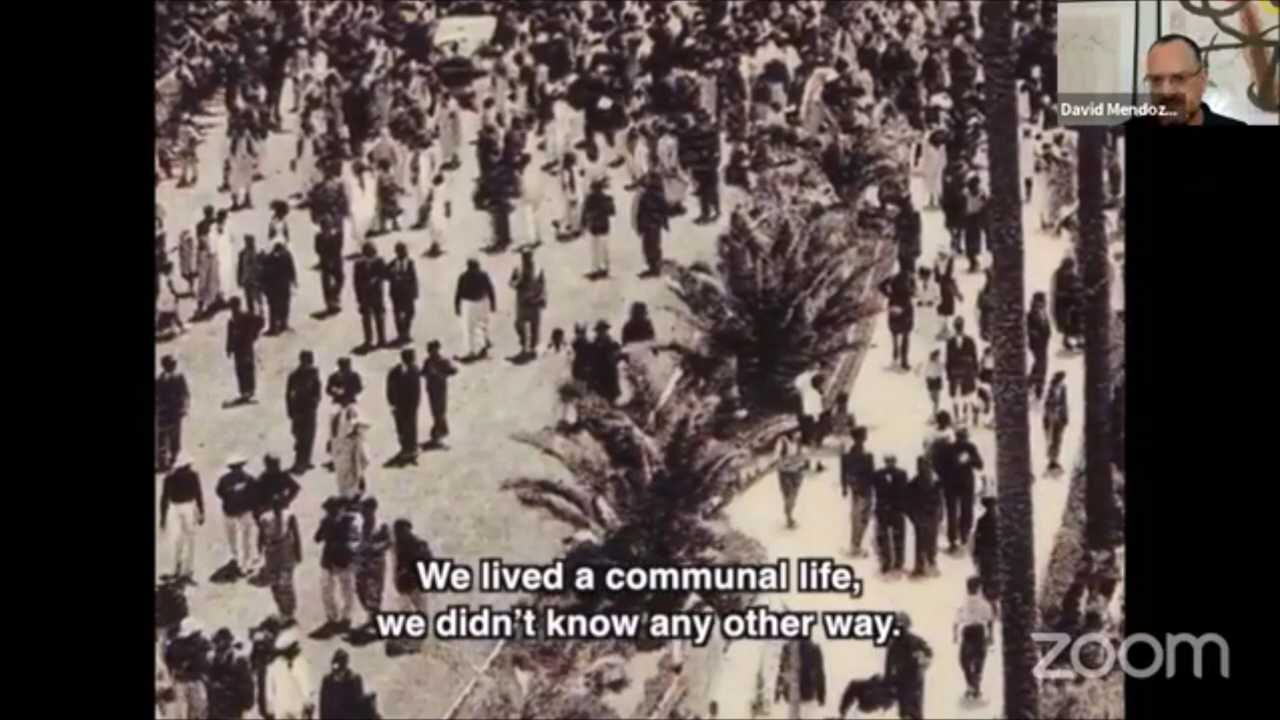 David Mendoz...
We lived a communal life,
we didn't know any other way.
zoom